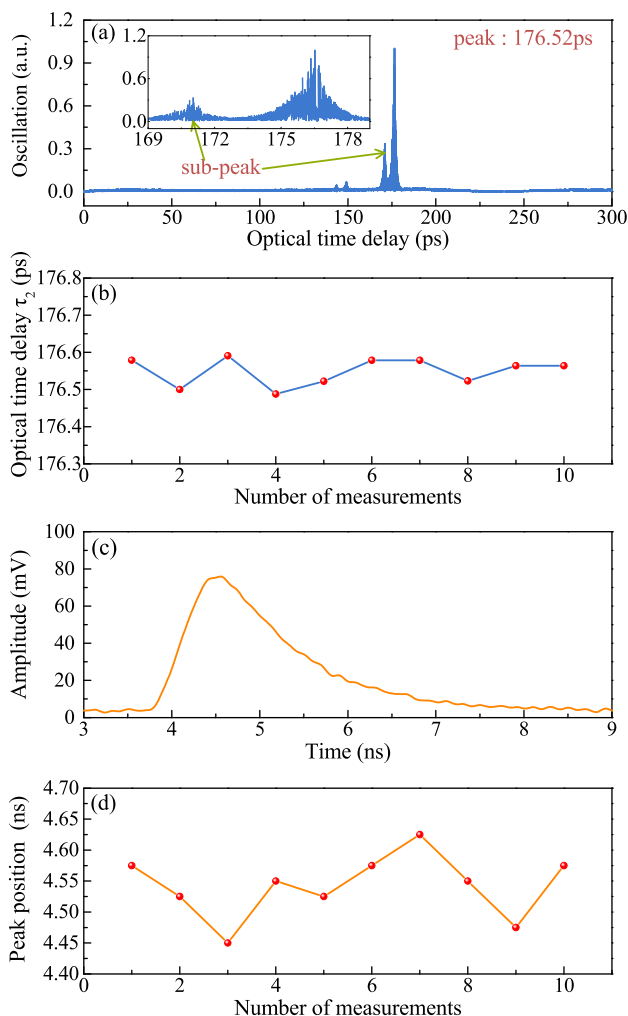 (a)
peak : 176.52ps
sub-peak
Oscillation (a.u.)
0.0
0.3
0.6
0.9
1.2
0.0
0.6
1.2
169 172 175 178
0 50 100 150 200 250 300
Optical time delay (ps)
(b)
Optical time delay τ2 (ps)
176.8
176.7
176.6
176.5
176.4
176.3
0 2 4 6 8 10
Number of measurements
(c)
Amplitude (mV)
100
80
60
40
20
0
3 4 5 6 7 8 9
Time (ns)
(d)
Peak position (ns)
4.70
4.65
4.60
4.55
4.50
4.45
4.40
0 2 4 6 8 10
Number of measurements